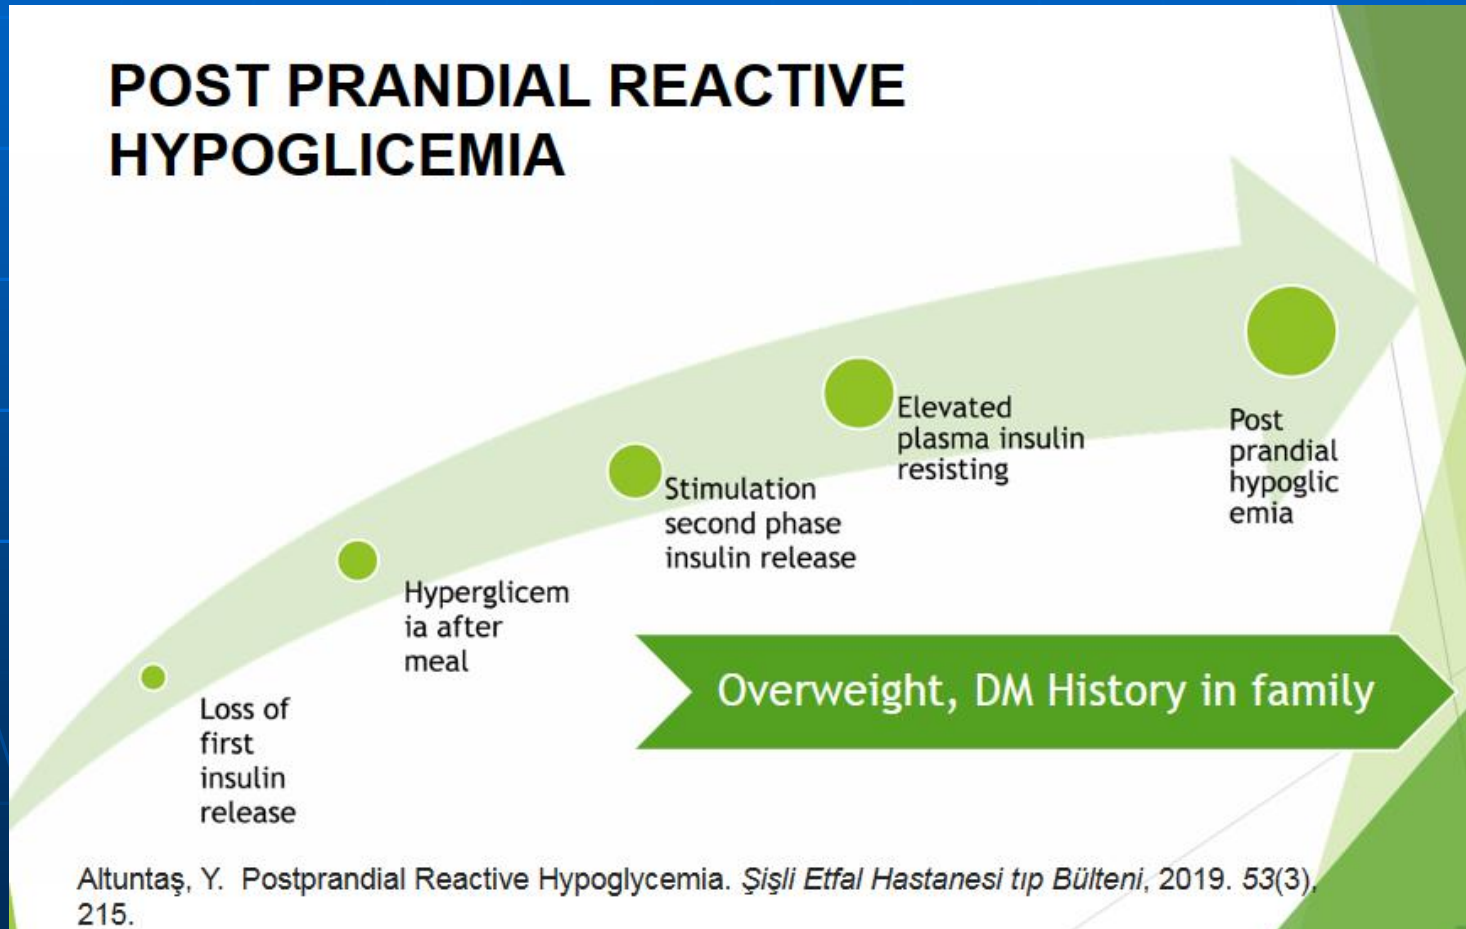 POST PRANDIAL REACTIVE
HYPOGLICEMIA
Loss of
first
insulin
release
Hyperglicem
ia after
meal
Stimulation
second phase
insulin release
Elevated
plasma insulin
resisting
Post
prandial
hypoglic
emia
Overweight, DM History in family
Altuntaş, Y. Postprandial Reactive Hypoglycemia. Şişli Etfal Hastanesi tıp Bülteni, 2019. 53(3),
215.